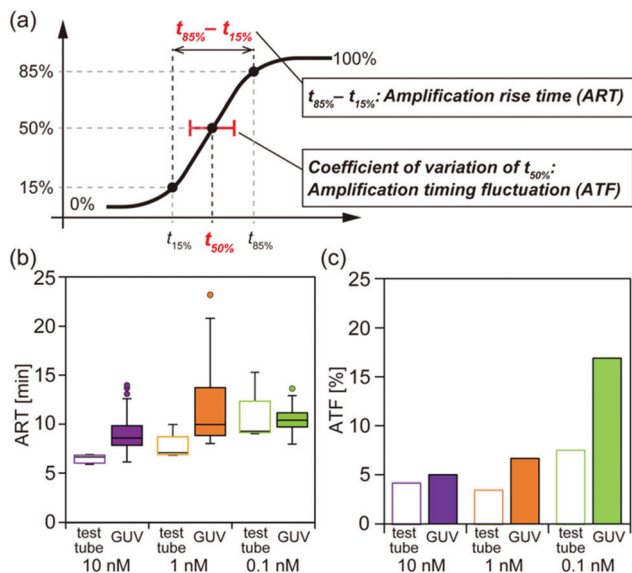 (a)
t85%– t15%
100%
85%
t85%– t15%: Amplification rise time (ART)
50%
Coefficient of variation of t50%:
Amplification timing fluctuation (ATF)
15%
0%
t15% t50% t85%
(b)
25
20
15
10
5
0
ART [min]
test tube GUV test tube GUV test tube GUV
10 nM 1 nM 0.1 nM
(c)
25
20
15
10
5
0
ATF [%]
test tube GUV test tube GUV test tube GUV
10 nM 1 nM 0.1 nM